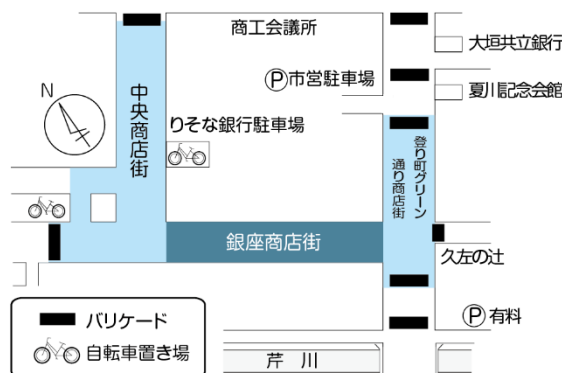 商工会議所
大垣共立銀行
Ⓟ市営駐車場
夏川記念会館
N
中央商店街
りそな銀行駐車場
登り町グリーン
通り商店街
銀座商店街
久左の辻
Ⓟ有料
バリケード
自転車置き場
芹川